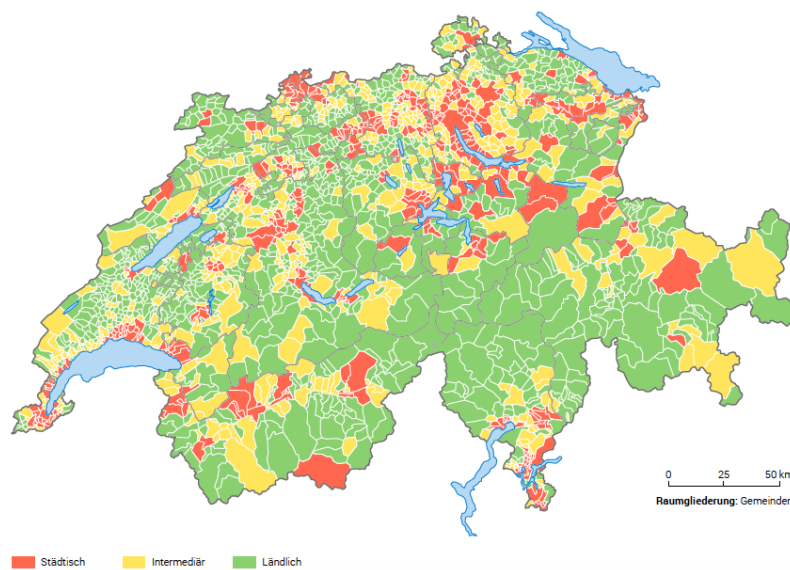 0 25 50 km
Raumgliederung: Gemeinden
Städtisch Intermediär Ländlich